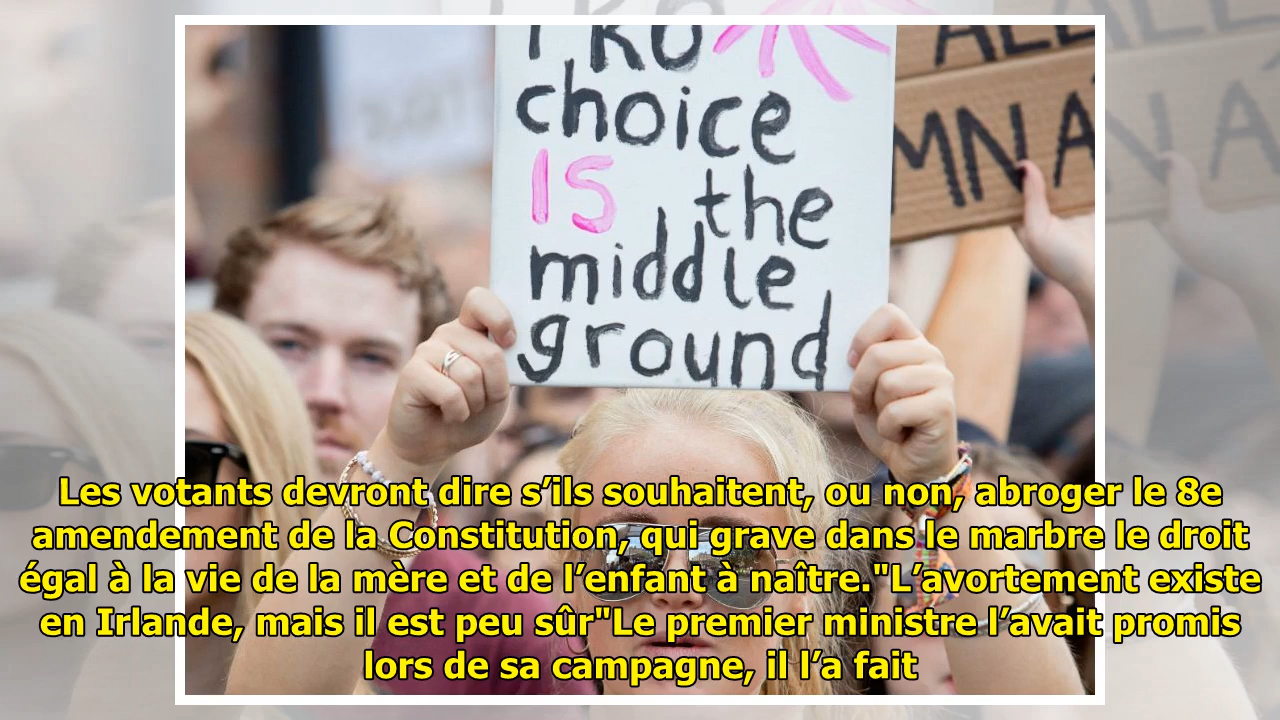 PRO
choice
IS the
middle
ground
ALL
MNA
Les votants devront dire s’ils souhaitent, ou non, abroger le 8e
amendement de la Constitution, qui grave dans le marbre le droit
égal à la vie de la mère et de l’enfant à naître."L’avortement existe
en Irlande, mais il est peu sûr"Le premier ministre l’avait promis
lors de sa campagne, il l’a fait